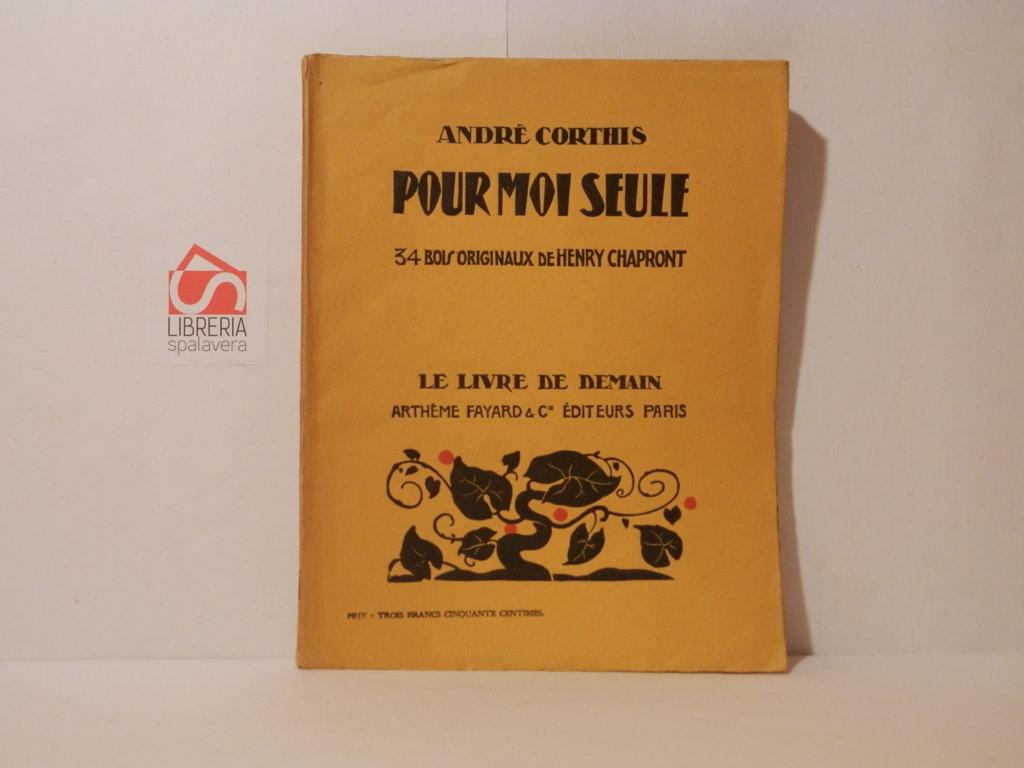 ANDRÉ CORTHIS
POUR MOI SEULE
34 BOIS ORIGINAUX DE HENRY CHAPRONT
LE LIVRE DE DEMAIN
ARTHÈME FAYARD & Cie ÉDITEURS PARIS
PRIX : TROIS FRANCS CINQUANTE CENTIMES.
LIBRERIA
spalavera